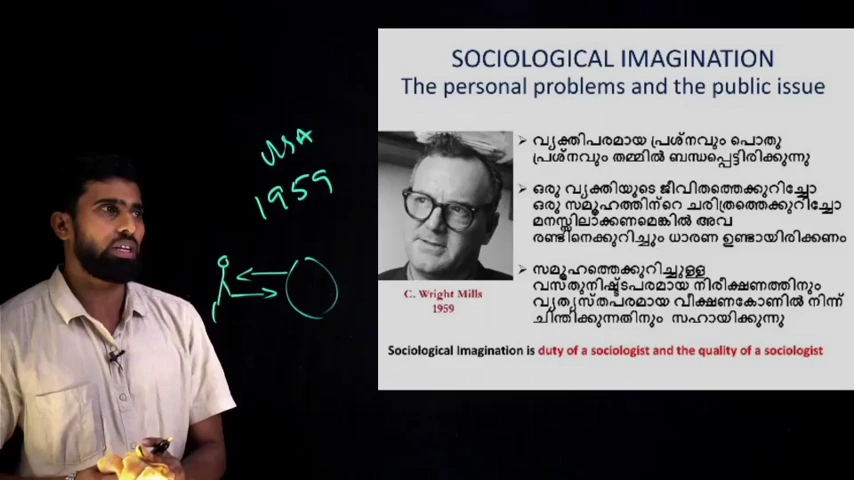 USA
1959
SOCIOLOGICAL IMAGINATION
The personal problems and the public issue
➢ വ്യക്തിപരമായ പ്രശ്നവും പൊതു
പ്രശ്നവും തമ്മിൽ ബന്ധപ്പെട്ടിരിക്കുന്നു
➢ ഒരു വ്യക്തിയുടെ ജീവിതത്തെക്കുറിച്ചോ
ഒരു സമൂഹത്തിന്റെ ചരിത്രത്തെക്കുറിച്ചോ
മനസ്സിലാക്കണമെങ്കിൽ അവ
രണ്ടിനെക്കുറിച്ചും ധാരണ ഉണ്ടായിരിക്കണം
➢ സമൂഹത്തെക്കുറിച്ചുള്ള
വസ്തുനിഷ്ടപരമായ നിരീക്ഷണത്തിനും
വ്യത്യസ്തപരമായ വീക്ഷണകോണിൽ നിന്ന്
ചിന്തിക്കുന്നതിനും സഹായിക്കുന്നു
C. Wright Mills
1959
Sociological Imagination is duty of a sociologist and the quality of a sociologist